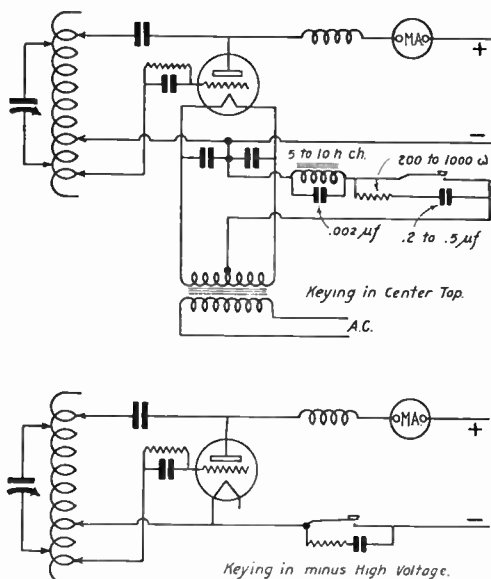 MA.
+
−
5 to 10 h ch.
200 to 1000 ω
.002 µf
.2 to .5 µf
Keying in Center Tap.
A.C.
MA.
+
−
Keying in minus High Voltage.